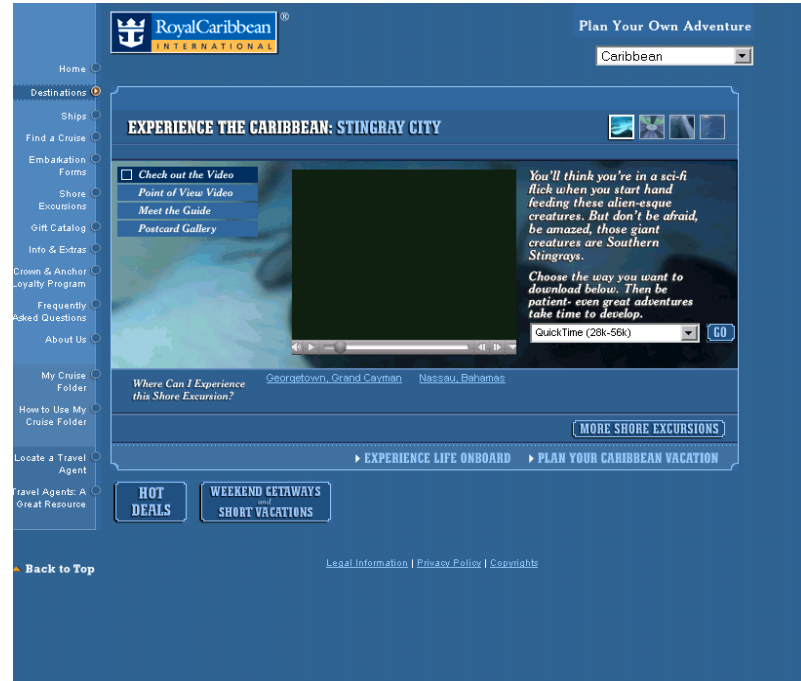 RoyalCaribbean ®
INTERNATIONAL
Plan Your Own Adventure
Caribbean
Home
Destinations
Ships
Find a Cruise
Embarkation
Forms
Shore
Excursions
Gift Catalog
Info & Extras
Crown & Anchor
Loyalty Program
Frequently
Asked Questions
About Us
My Cruise
Folder
How to Use My
Cruise Folder
Locate a Travel
Agent
Travel Agents: A
Great Resource
Back to Top
EXPERIENCE THE CARIBBEAN: STINGRAY CITY
Check out the Video
Point of View Video
Meet the Guide
Postcard Gallery
You'll think you're in a sci-fi
flick when you start hand
feeding these alien-esque
creatures. But don't be afraid,
be amazed, those giant
creatures are Southern
Stingrays.
Choose the way you want to
download below. Then be
patient- even great adventures
take time to develop.
QuickTime (28k-56k)
GO
Where Can I Experience
this Shore Excursion?
Georgetown, Grand Cayman Nassau, Bahamas
MORE SHORE EXCURSIONS
EXPERIENCE LIFE ONBOARD PLAN YOUR CARIBBEAN VACATION
HOT
DEALS
WEEKEND GETAWAYS
and
SHORT VACATIONS
Legal Information | Privacy Policy | Copyrights